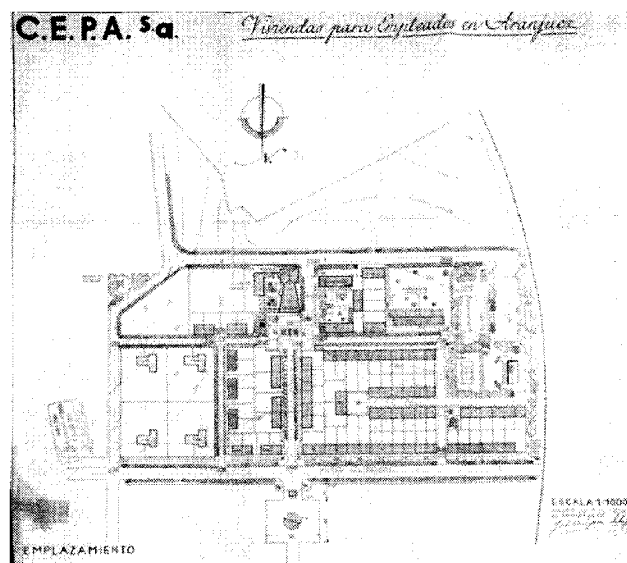 C.E.P.A. S.a.
Viviendas para Empleados en Aranjuez
ESCALA 1:1000
EMPLAZAMIENTO